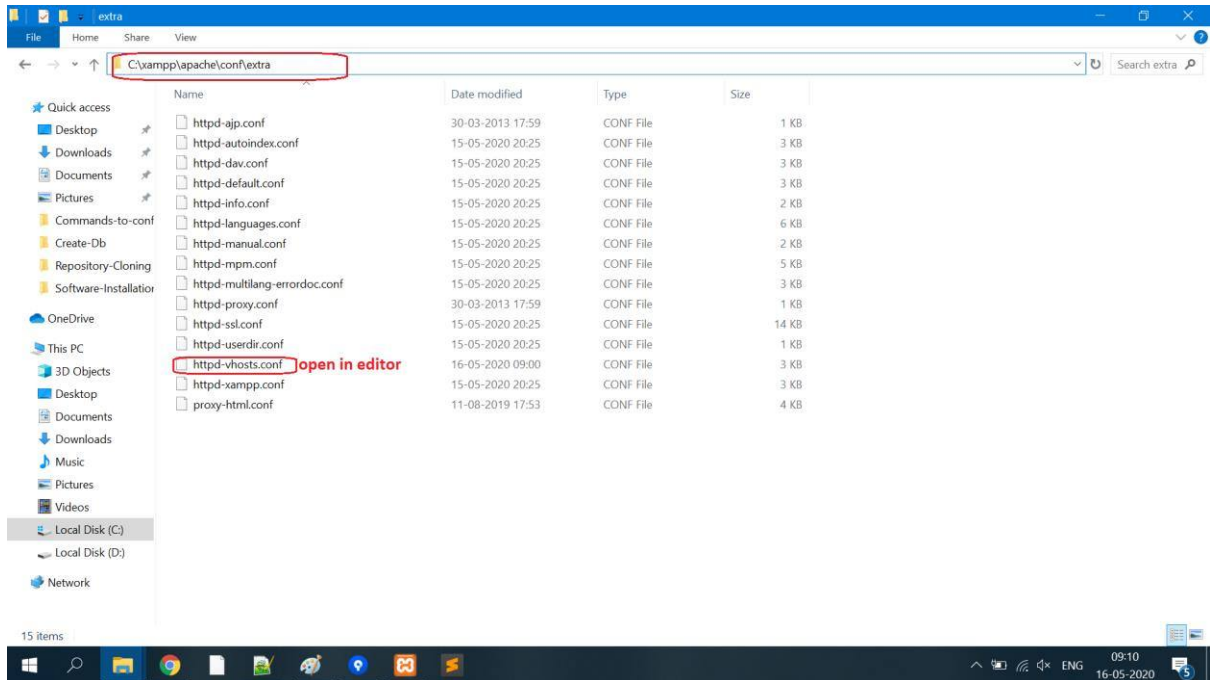 extra
File Home Share View
C:\xampp\apache\conf\extra Search extra
Name Date modified Type Size
Quick access
Desktop
Downloads
Documents
Pictures
Commands-to-conf
Create-Db
Repository-Cloning
Software-Installation
OneDrive
This PC
3D Objects
Desktop
Documents
Downloads
Music
Pictures
Videos
Local Disk (C:)
Local Disk (D:)
Network
httpd-ajp.conf 30-03-2013 17:59 CONF File 1 KB
httpd-autoindex.conf 15-05-2020 20:25 CONF File 3 KB
httpd-dav.conf 15-05-2020 20:25 CONF File 3 KB
httpd-default.conf 15-05-2020 20:25 CONF File 3 KB
httpd-info.conf 15-05-2020 20:25 CONF File 2 KB
httpd-languages.conf 15-05-2020 20:25 CONF File 6 KB
httpd-manual.conf 15-05-2020 20:25 CONF File 2 KB
httpd-mpm.conf 15-05-2020 20:25 CONF File 5 KB
httpd-multilang-errordoc.conf 15-05-2020 20:25 CONF File 3 KB
httpd-proxy.conf 30-03-2013 17:59 CONF File 1 KB
httpd-ssl.conf 15-05-2020 20:25 CONF File 14 KB
httpd-userdir.conf 15-05-2020 20:25 CONF File 1 KB
httpd-vhosts.conf open in editor 16-05-2020 09:00 CONF File 3 KB
httpd-xampp.conf 15-05-2020 20:25 CONF File 3 KB
proxy-html.conf 11-08-2019 17:53 CONF File 4 KB
15 items
ENG 09:10
16-05-2020 5